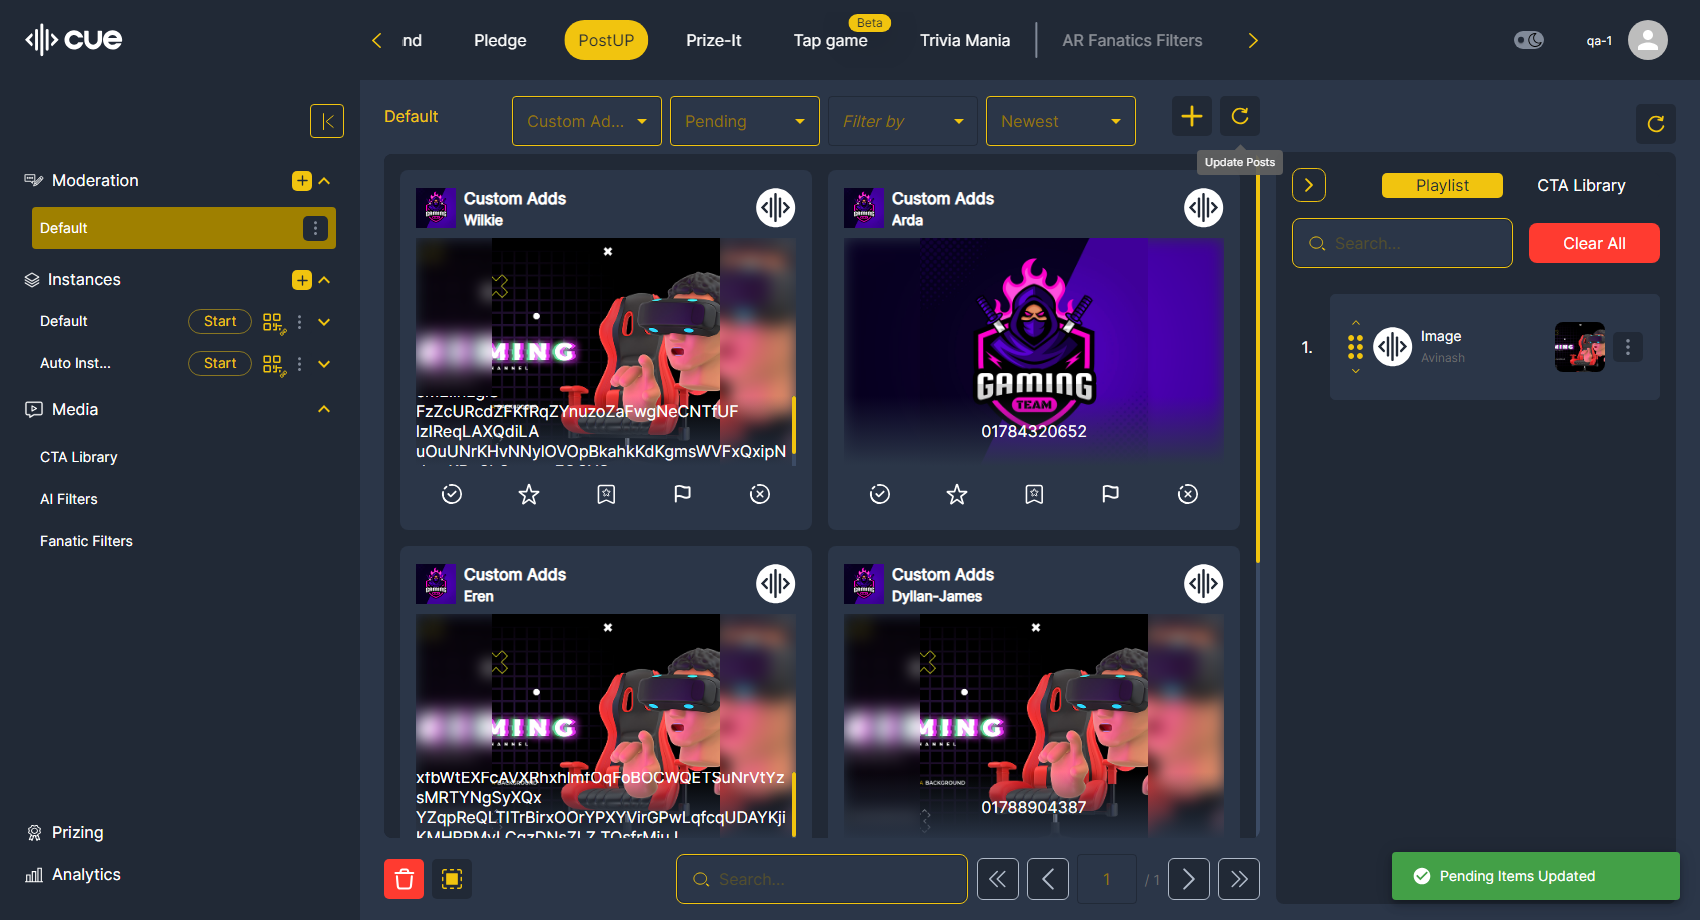 cue
nd
Pledge
PostUP
Prize-It
Beta
Tap game
Trivia Mania
AR Fanatics Filters
qa-1
Default
Custom Ad...
Pending
Filter by
Newest
Update Posts
Moderation
Default
Instances
Default
Start
Auto Inst...
Start
Media
CTA Library
AI Filters
Fanatic Filters
Prizing
Analytics
Custom Adds
Wilkie
FzZcURcdZFKfRqZYnuzoZaFwgNeCNTfUF
lzIReqLAXQdiLA
uOuUNrKHvNNylOVOpBkahkKdKgmsWVFxQxipN
Custom Adds
Arda
GAMING
TEAM
01784320652
Custom Adds
Eren
xfbWtEXFcAVXRhxhlmfOqFoBOCWQETSuNrVtYz
sMRTYNgSyXQx
YZqpReQLTITrBirxOOrYPXYVirGPwLqfcqUDAYKji
Custom Adds
Dyllan-James
MING
ANNEL
BACKGROUND
01788904387
Search...
1
/ 1
Playlist
CTA Library
Search...
Clear All
1.
Image
Avinash
Pending Items Updated